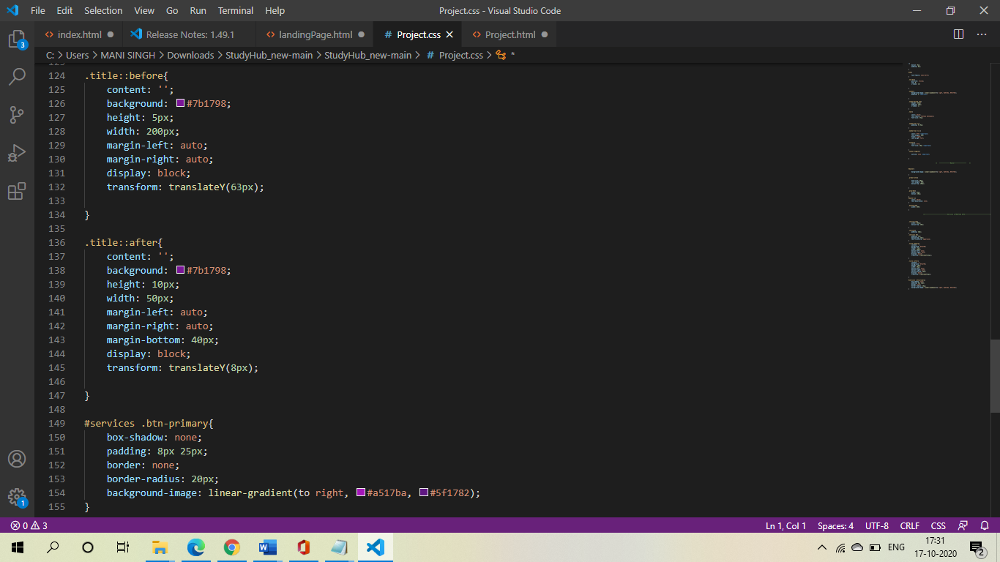 File Edit Selection View Go Run Terminal Help Project.css - Visual Studio Code
index.html Release Notes: 1.49.1 landingPage.html # Project.css Project.html
C: > Users > MANI SINGH > Downloads > StudyHub_new-main > StudyHub_new-main > # Project.css > *
3
124 .title::before{
125 content: '';
126 background: #7b1798;
127 height: 5px;
128 width: 200px;
129 margin-left: auto;
130 margin-right: auto;
131 display: block;
132 transform: translateY(63px);
133
134 }
135
136 .title::after{
137 content: '';
138 background: #7b1798;
139 height: 10px;
140 width: 50px;
141 margin-left: auto;
142 margin-right: auto;
143 margin-bottom: 40px;
144 display: block;
145 transform: translateY(8px);
146
147 }
148
149 #services .btn-primary{
150 box-shadow: none;
151 padding: 8px 25px;
152 border: none;
153 border-radius: 20px;
154 background-image: linear-gradient(to right, #a517ba, #5f1782);
155 }
1
0 3 Ln 1, Col 1 Spaces: 4 UTF-8 CRLF CSS
ENG 17:31
17-10-2020 2